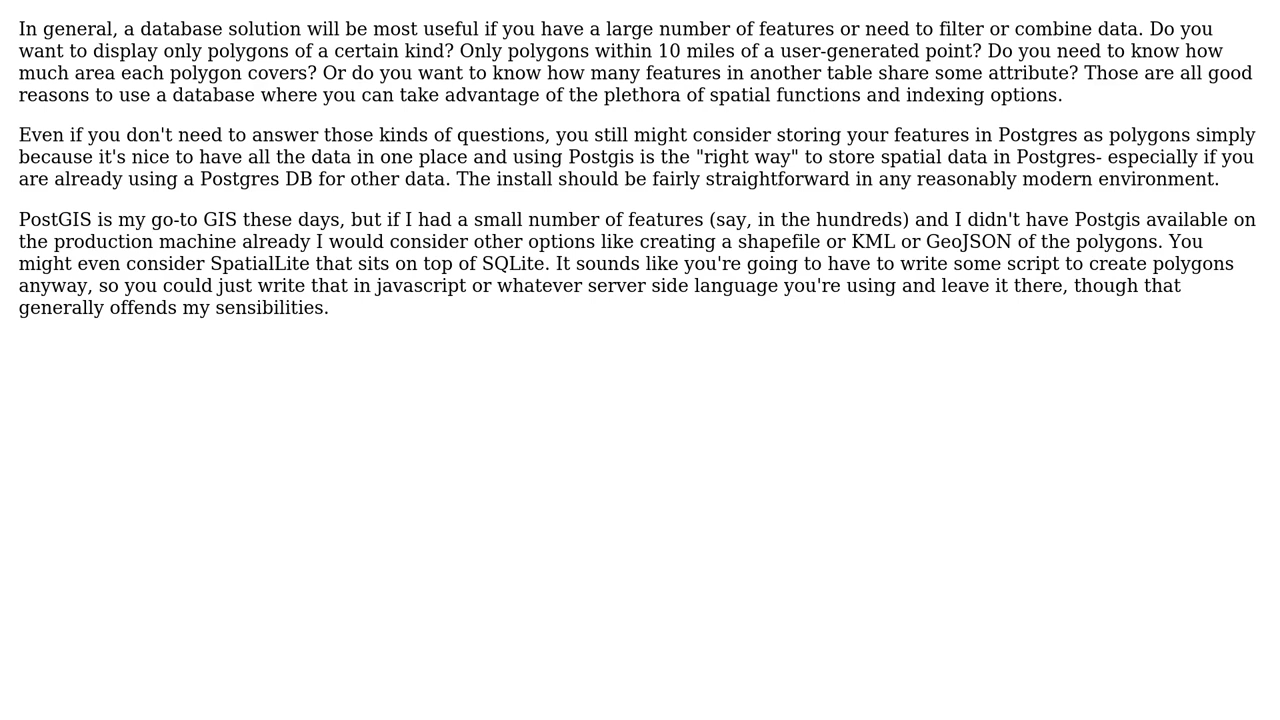 In general, a database solution will be most useful if you have a large number of features or need to filter or combine data. Do you
want to display only polygons of a certain kind? Only polygons within 10 miles of a user-generated point? Do you need to know how
much area each polygon covers? Or do you want to know how many features in another table share some attribute? Those are all good
reasons to use a database where you can take advantage of the plethora of spatial functions and indexing options.
Even if you don't need to answer those kinds of questions, you still might consider storing your features in Postgres as polygons simply
because it's nice to have all the data in one place and using Postgis is the "right way" to store spatial data in Postgres- especially if you
are already using a Postgres DB for other data. The install should be fairly straightforward in any reasonably modern environment.
PostGIS is my go-to GIS these days, but if I had a small number of features (say, in the hundreds) and I didn't have Postgis available on
the production machine already I would consider other options like creating a shapefile or KML or GeoJSON of the polygons. You
might even consider SpatialLite that sits on top of SQLite. It sounds like you're going to have to write some script to create polygons
anyway, so you could just write that in javascript or whatever server side language you're using and leave it there, though that
generally offends my sensibilities.